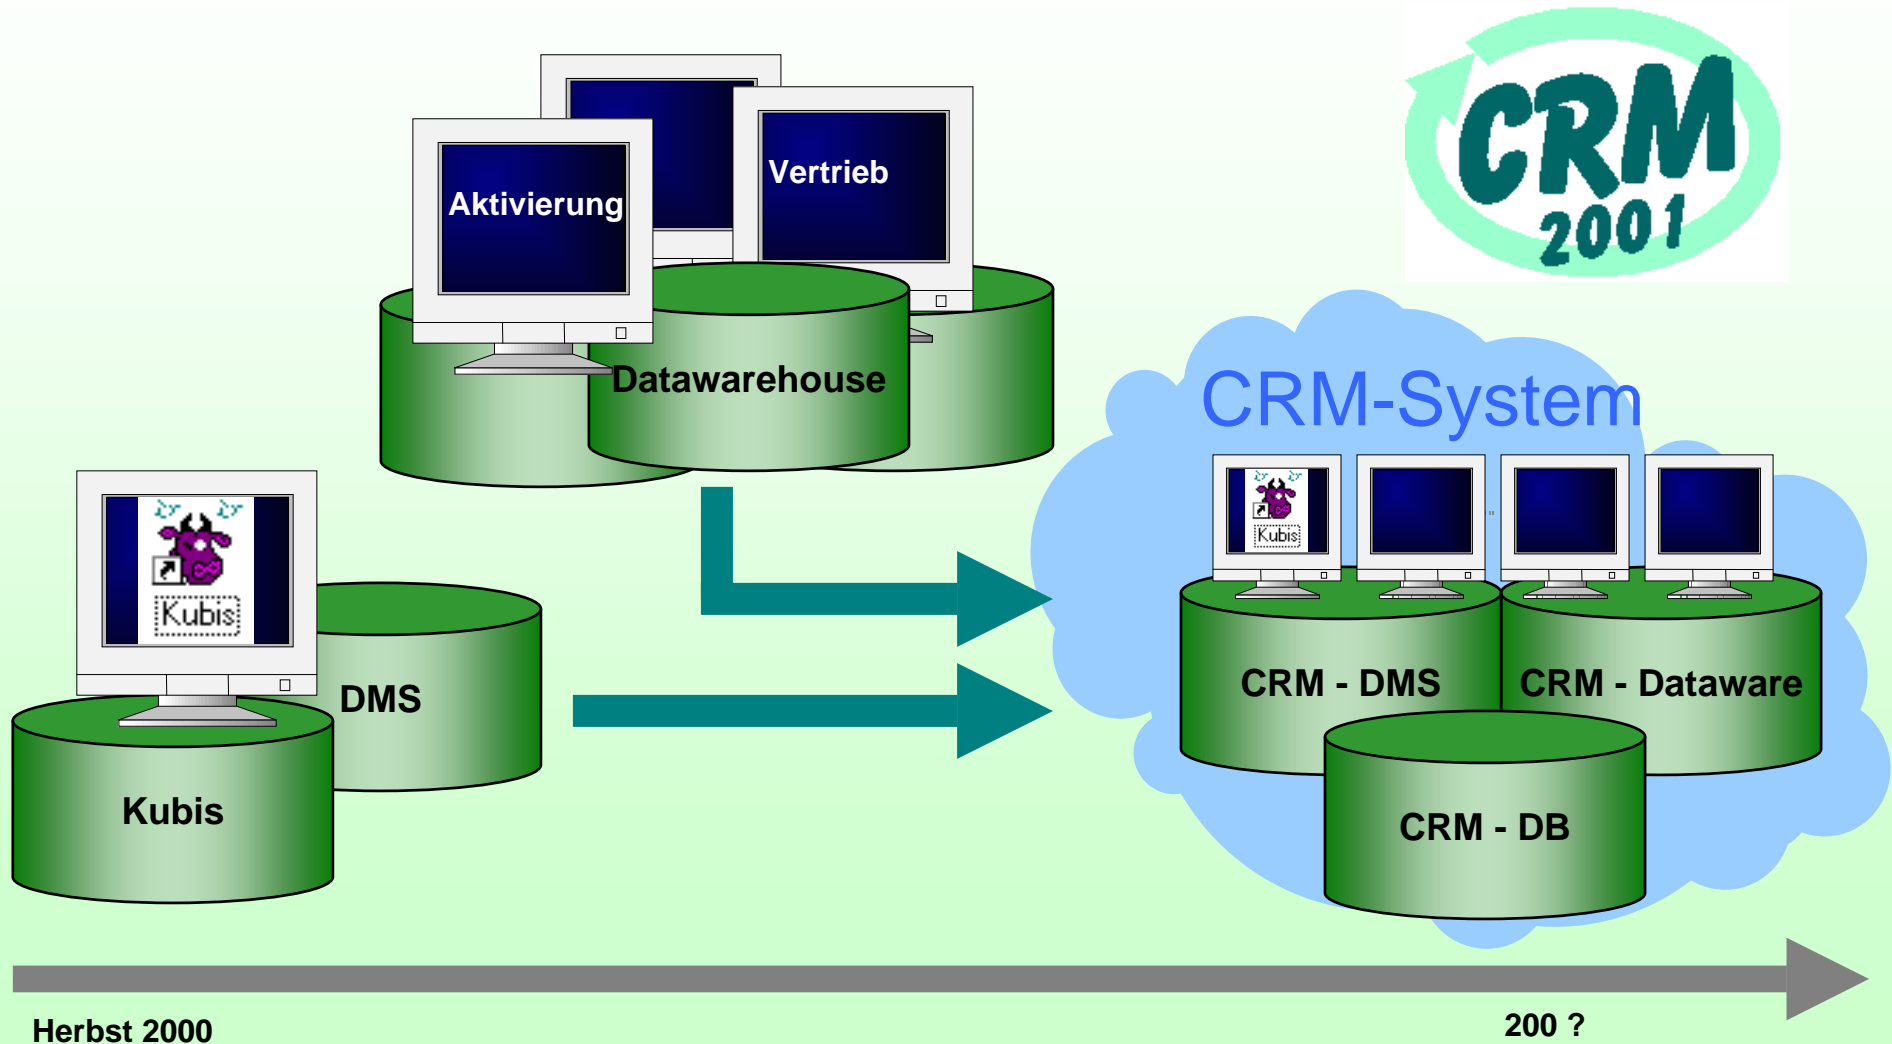 CRM
2001
Vertrieb
Aktivierung
Datawarehouse
CRM-System
Kubis
Kubis
DMS
CRM - DMS
CRM - Dataware
Kubis
CRM - DB
Herbst 2000
200 ?